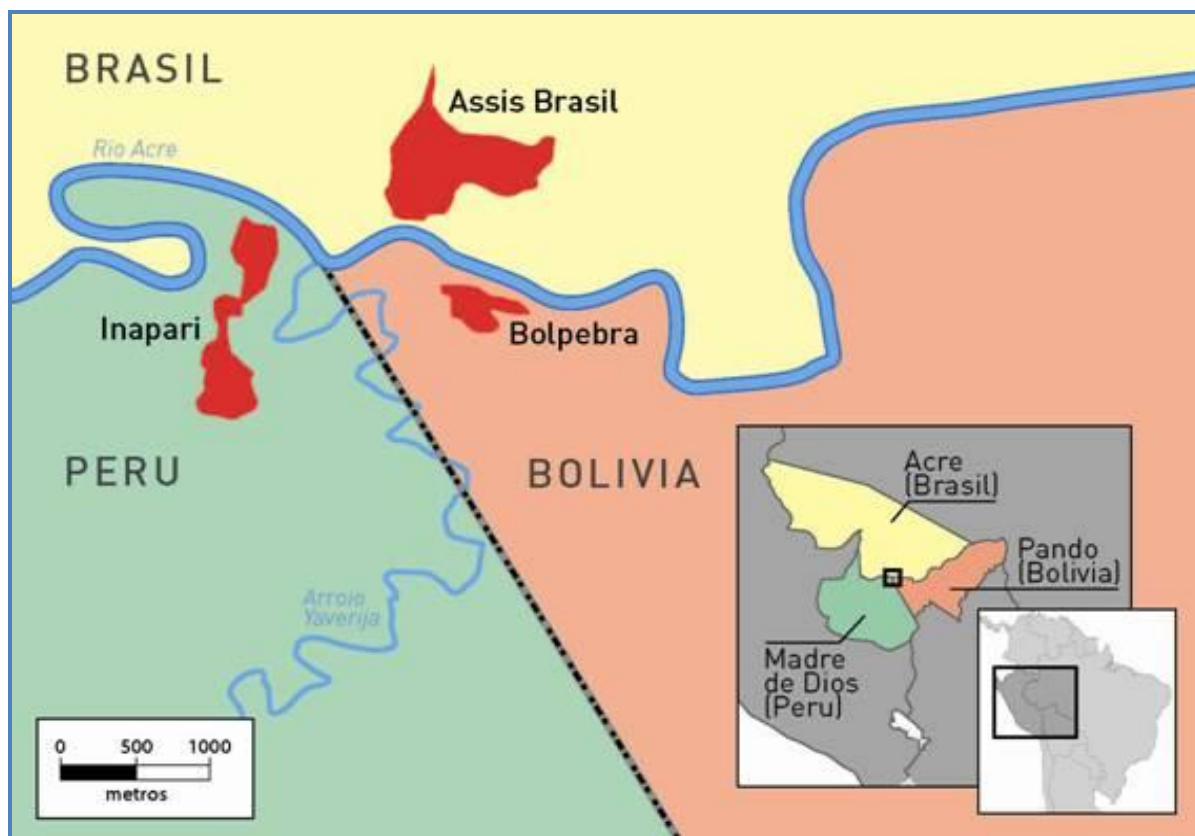 BRASIL
Assis Brasil
Rio Acre
Inapari
Bolpebra
PERU
BOLIVIA
Arroio
Yaverija
0 500 1000
metros
Acre
(Brasil)
Pando
(Bolivia)
Madre
de Dios
(Peru)